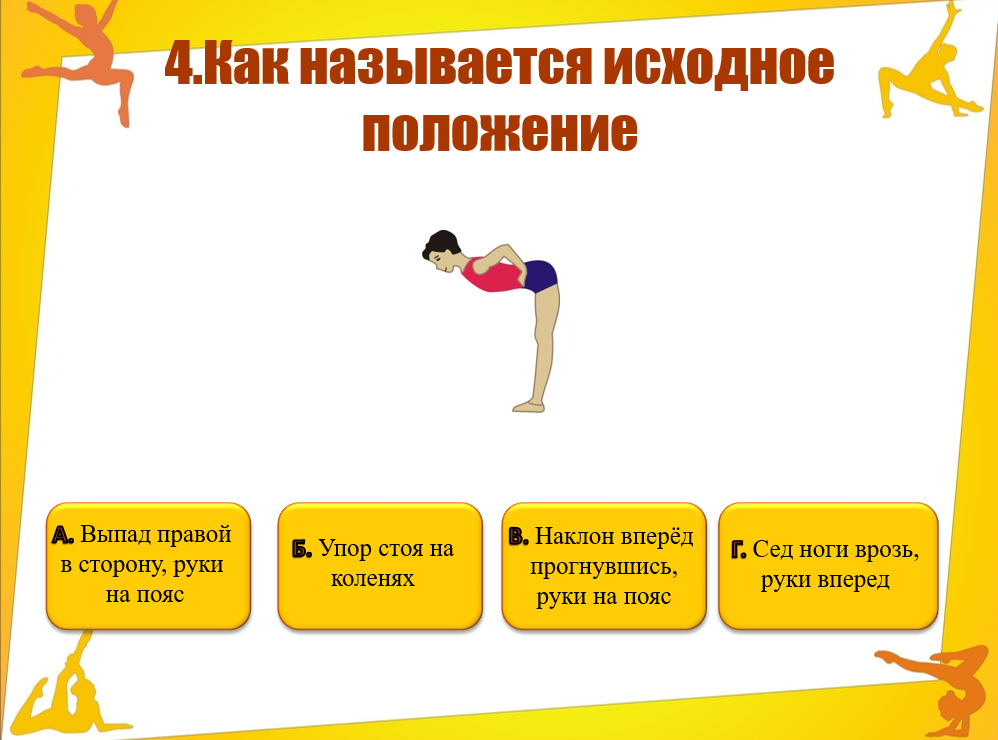 4.Как называется исходное
положение
А. Выпад правой
в сторону, руки
на пояс
Б. Упор стоя на
коленях
В. Наклон вперёд
прогнувшись,
руки на пояс
Г. Сед ноги врозь,
руки вперед